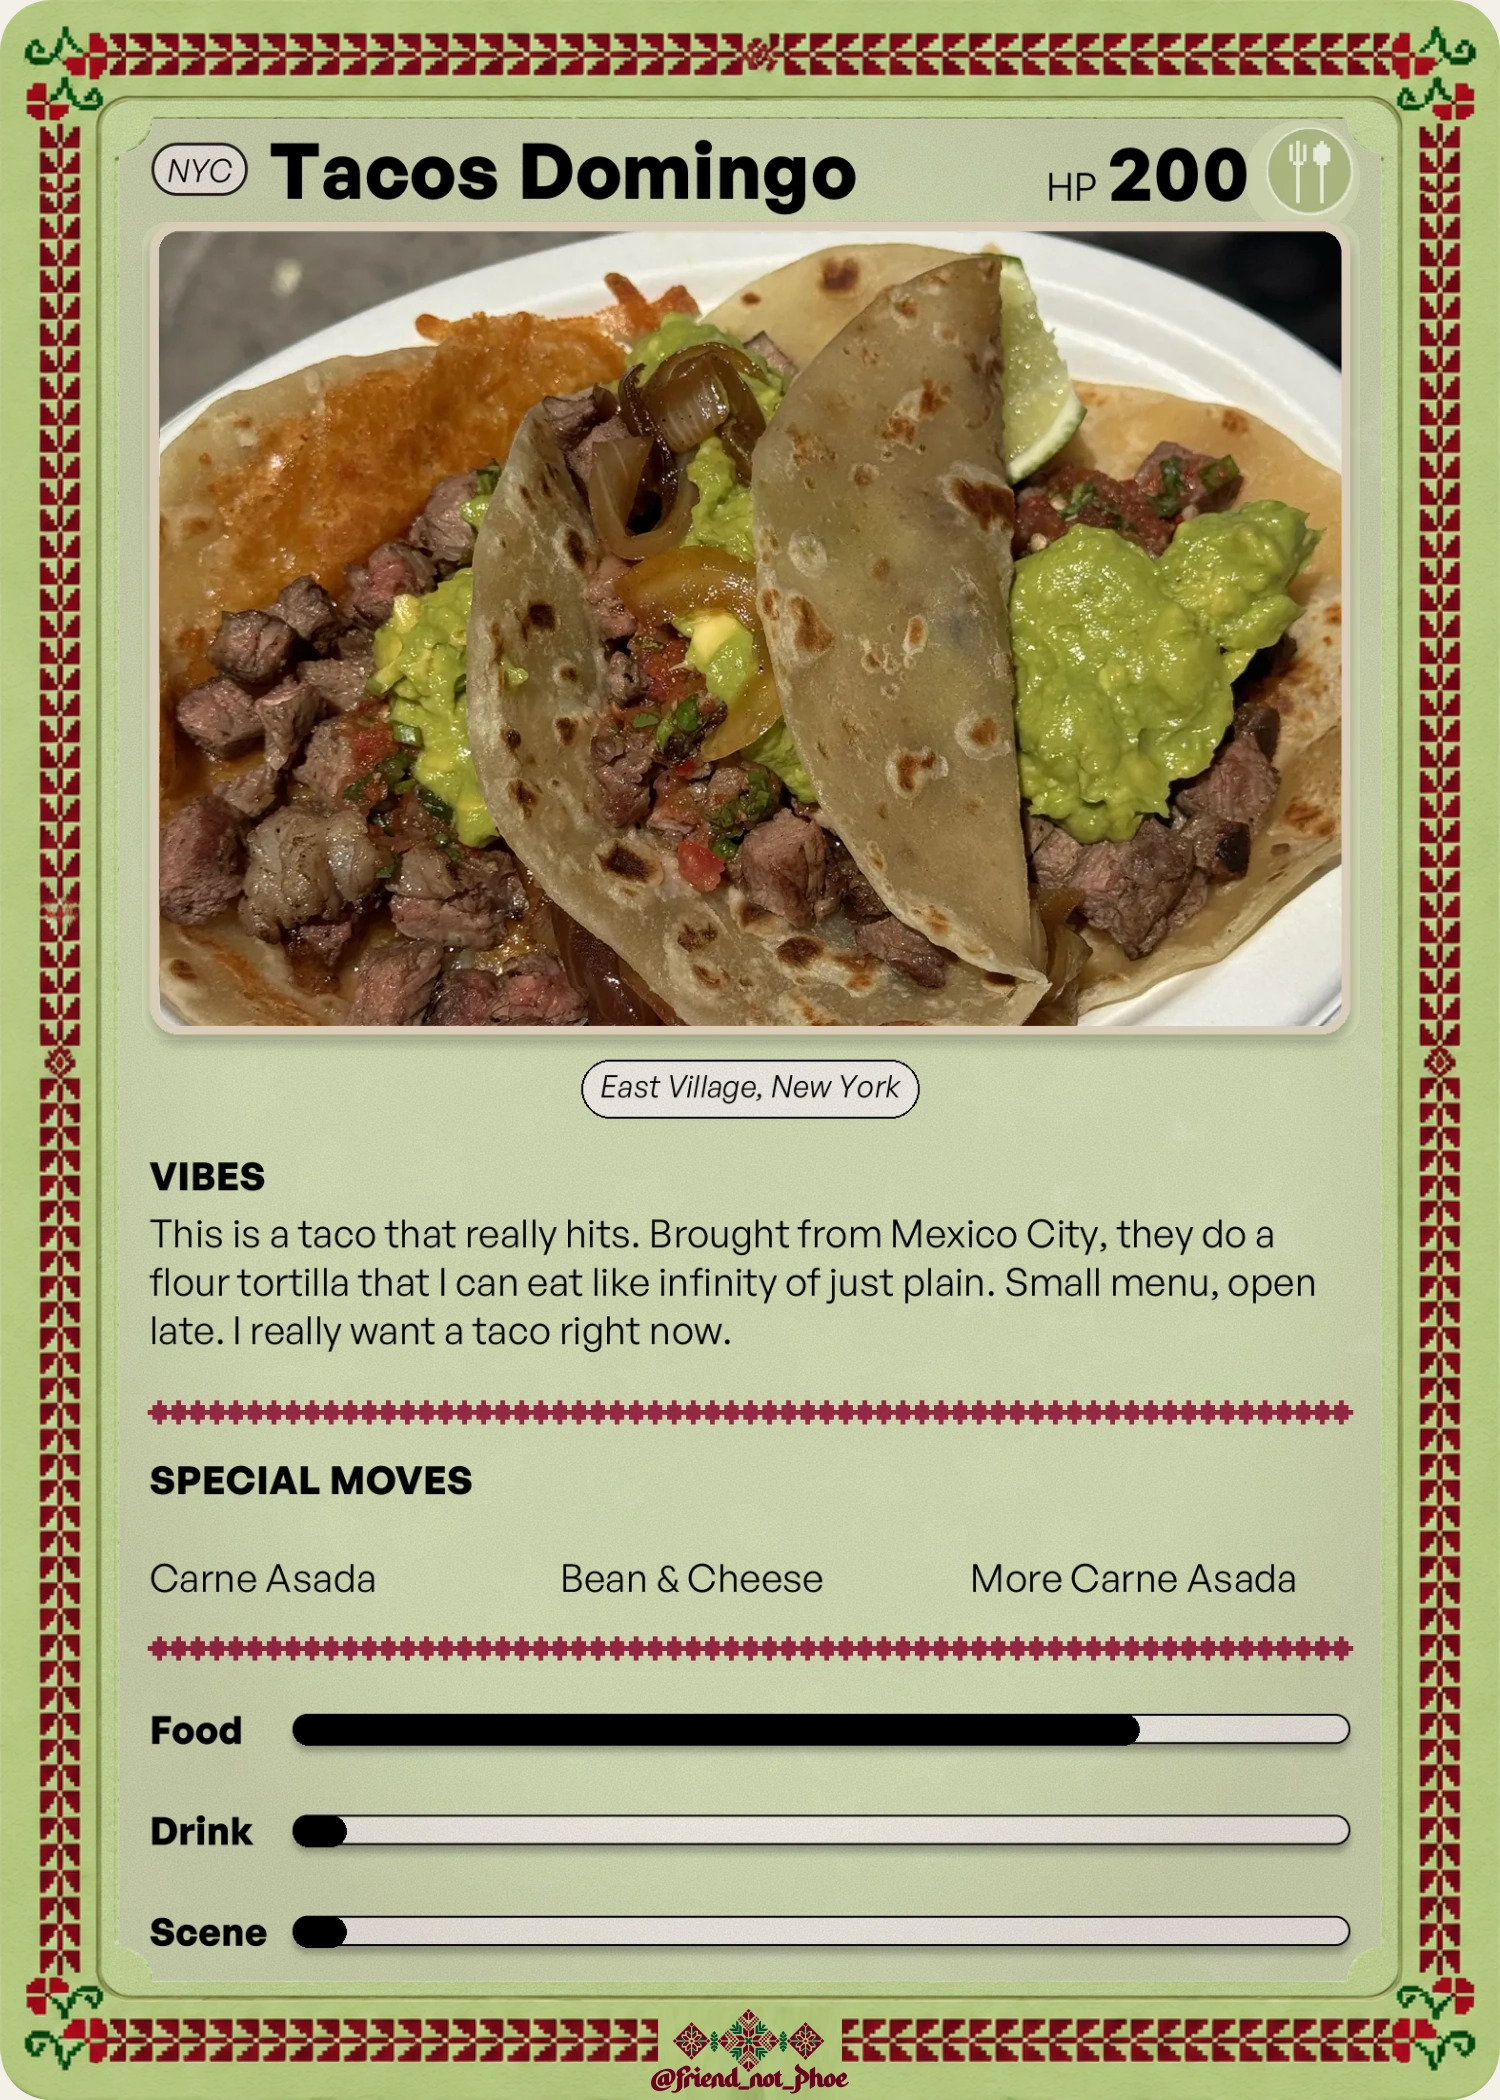 NYC Tacos Domingo HP 200
East Village, New York
VIBES
This is a taco that really hits. Brought from Mexico City, they do a
flour tortilla that I can eat like infinity of just plain. Small menu, open
late. I really want a taco right now.
SPECIAL MOVES
Carne Asada Bean & Cheese More Carne Asada
Food
Drink
Scene
@friend_not_phoe